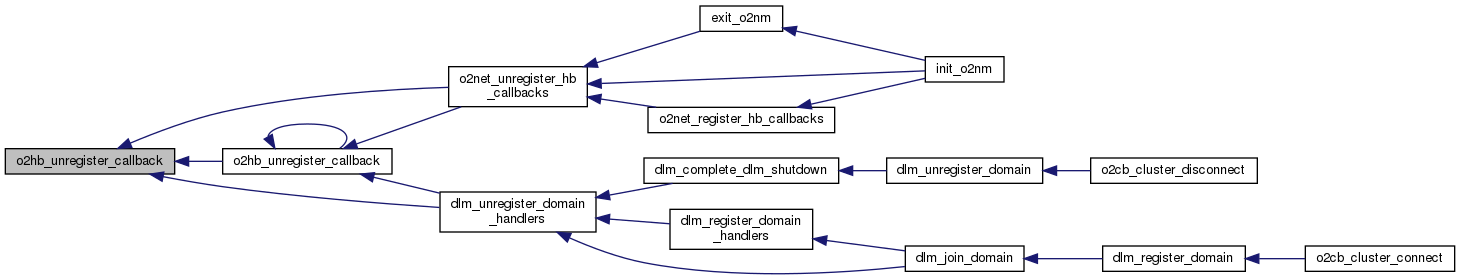 exit_o2nm
o2net_unregister_hb
_callbacks
init_o2nm
o2net_register_hb_callbacks
o2hb_unregister_callback
o2hb_unregister_callback
dlm_complete_dlm_shutdown
dlm_unregister_domain
o2cb_cluster_disconnect
dlm_unregister_domain
_handlers
dlm_register_domain
_handlers
dlm_join_domain
dlm_register_domain
o2cb_cluster_connect